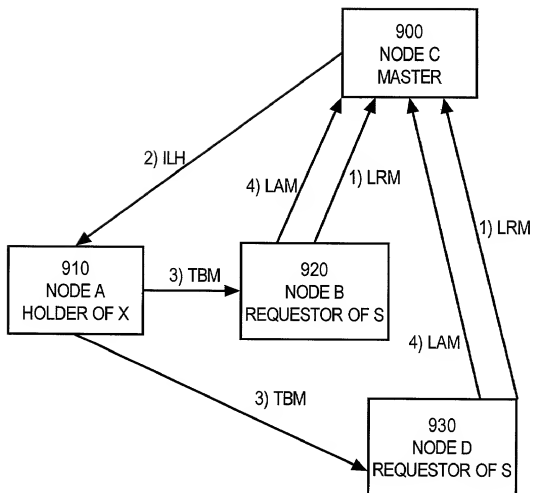 900
NODE C
MASTER
2) ILH
4) LAM
1) LRM
1) LRM
910
NODE A
HOLDER OF X
3) TBM
920
NODE B
REQUESTOR OF S
4) LAM
3) TBM
930
NODE D
REQUESTOR OF S